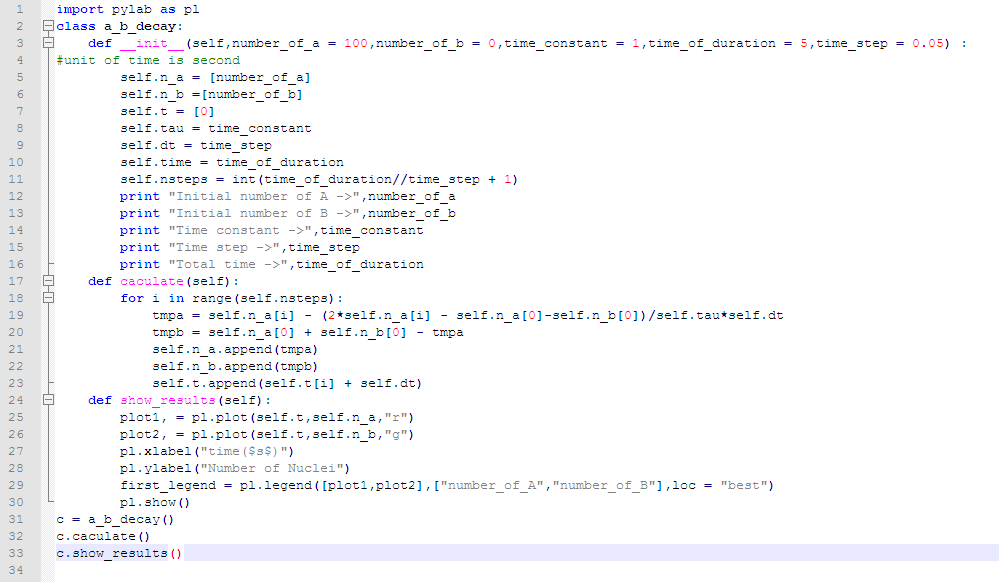 1 import pylab as pl
2 class a_b_decay:
3     def __init__(self,number_of_a = 100,number_of_b = 0,time_constant = 1,time_of_duration = 5,time_step = 0.05) :
4 #unit of time is second
5         self.n_a = [number_of_a]
6         self.n_b =[number_of_b]
7         self.t = [0]
8         self.tau = time_constant
9         self.dt = time_step
10         self.time = time_of_duration
11         self.nsteps = int(time_of_duration//time_step + 1)
12         print "Initial number of A ->",number_of_a
13         print "Initial number of B ->",number_of_b
14         print "Time constant ->",time_constant
15         print "Time step ->",time_step
16         print "Total time ->",time_of_duration
17     def caculate(self):
18         for i in range(self.nsteps):
19             tmpa = self.n_a[i] - (2*self.n_a[i] - self.n_a[0]-self.n_b[0])/self.tau*self.dt
20             tmpb = self.n_a[0] + self.n_b[0] - tmpa
21             self.n_a.append(tmpa)
22             self.n_b.append(tmpb)
23             self.t.append(self.t[i] + self.dt)
24     def show_results(self):
25         plot1, = pl.plot(self.t,self.n_a,"r")
26         plot2, = pl.plot(self.t,self.n_b,"g")
27         pl.xlabel("time($s$)")
28         pl.ylabel("Number of Nuclei")
29         first_legend = pl.legend([plot1,plot2],["number_of_A","number_of_B"],loc = "best")
30         pl.show()
31 c = a_b_decay()
32 c.caculate()
33 c.show_results()
34